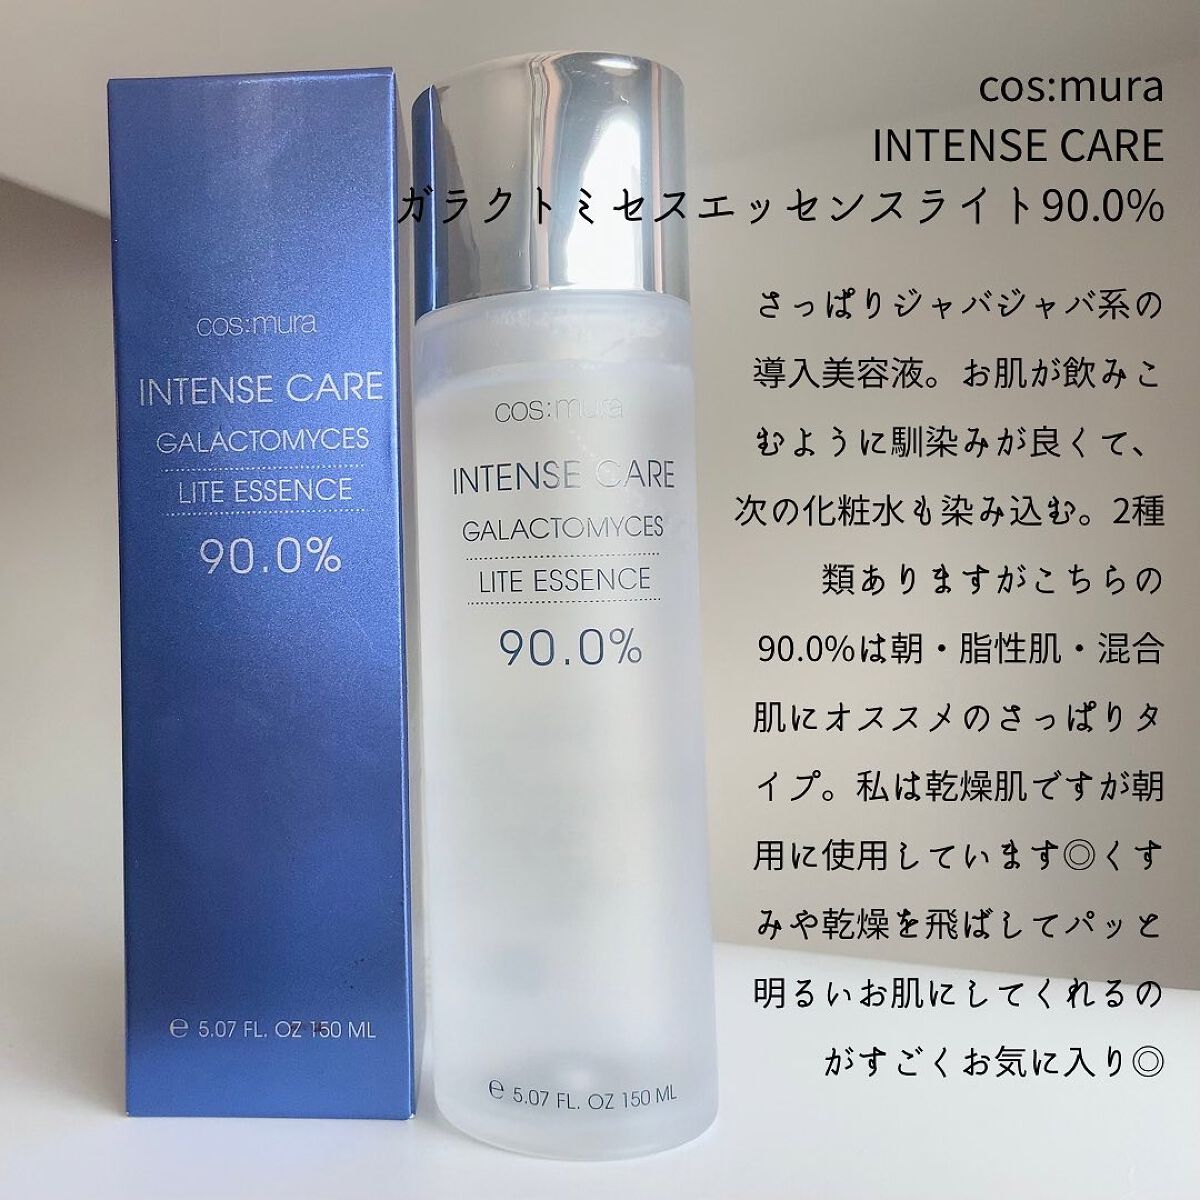 cos:mura
INTENSE CARE
ガラクトミセスエッセンスライト90.0%
さっぱりジャバジャバ系の
導入美容液。お肌が飲みこ
むように馴染みが良くて、
次の化粧水も染み込む。2種
類ありますがこちらの
90.0%は朝・脂性肌・混合
肌にオススメのさっぱりタ
イプ。私は乾燥肌ですが朝
用に使用しています◎くす
みや乾燥を飛ばしてパッと
明るいお肌にしてくれるの
がすごくお気に入り◎
cos:mura
INTENSE CARE
GALACTOMYCES
LITE ESSENCE
90.0%
e 5.07 FL. OZ 150 ML
cos:mura
INTENSE CARE
GALACTOMYCES
LITE ESSENCE
90.0%
e 5.07 FL. OZ 150 ML